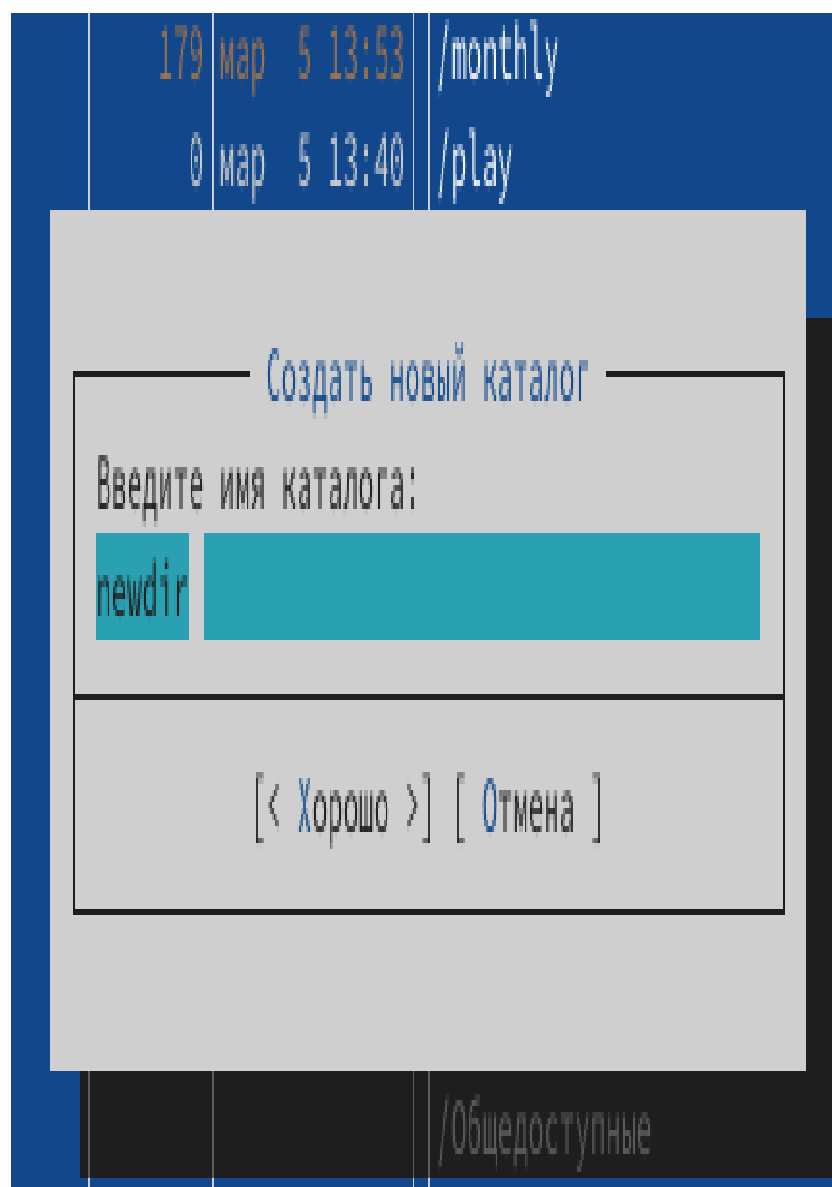 179 мар 5 13:53 /monthly
0 мар 5 13:40 /play
Создать новый каталог
Введите имя каталога:
newdir
[< Хорошо >] [ Отмена ]
/Общедоступные